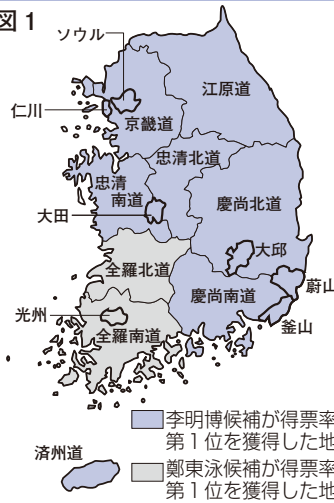 図1
ソウル
仁川
江原道
京畿道
忠清北道
忠清
南道
慶尚北道
大田
大邱
全羅北道
慶尚南道
蔚山
光州
釜山
全羅南道
李明博候補が得票率
第1位を獲得した地
済州道
鄭東泳候補が得票率
第1位を獲得した地